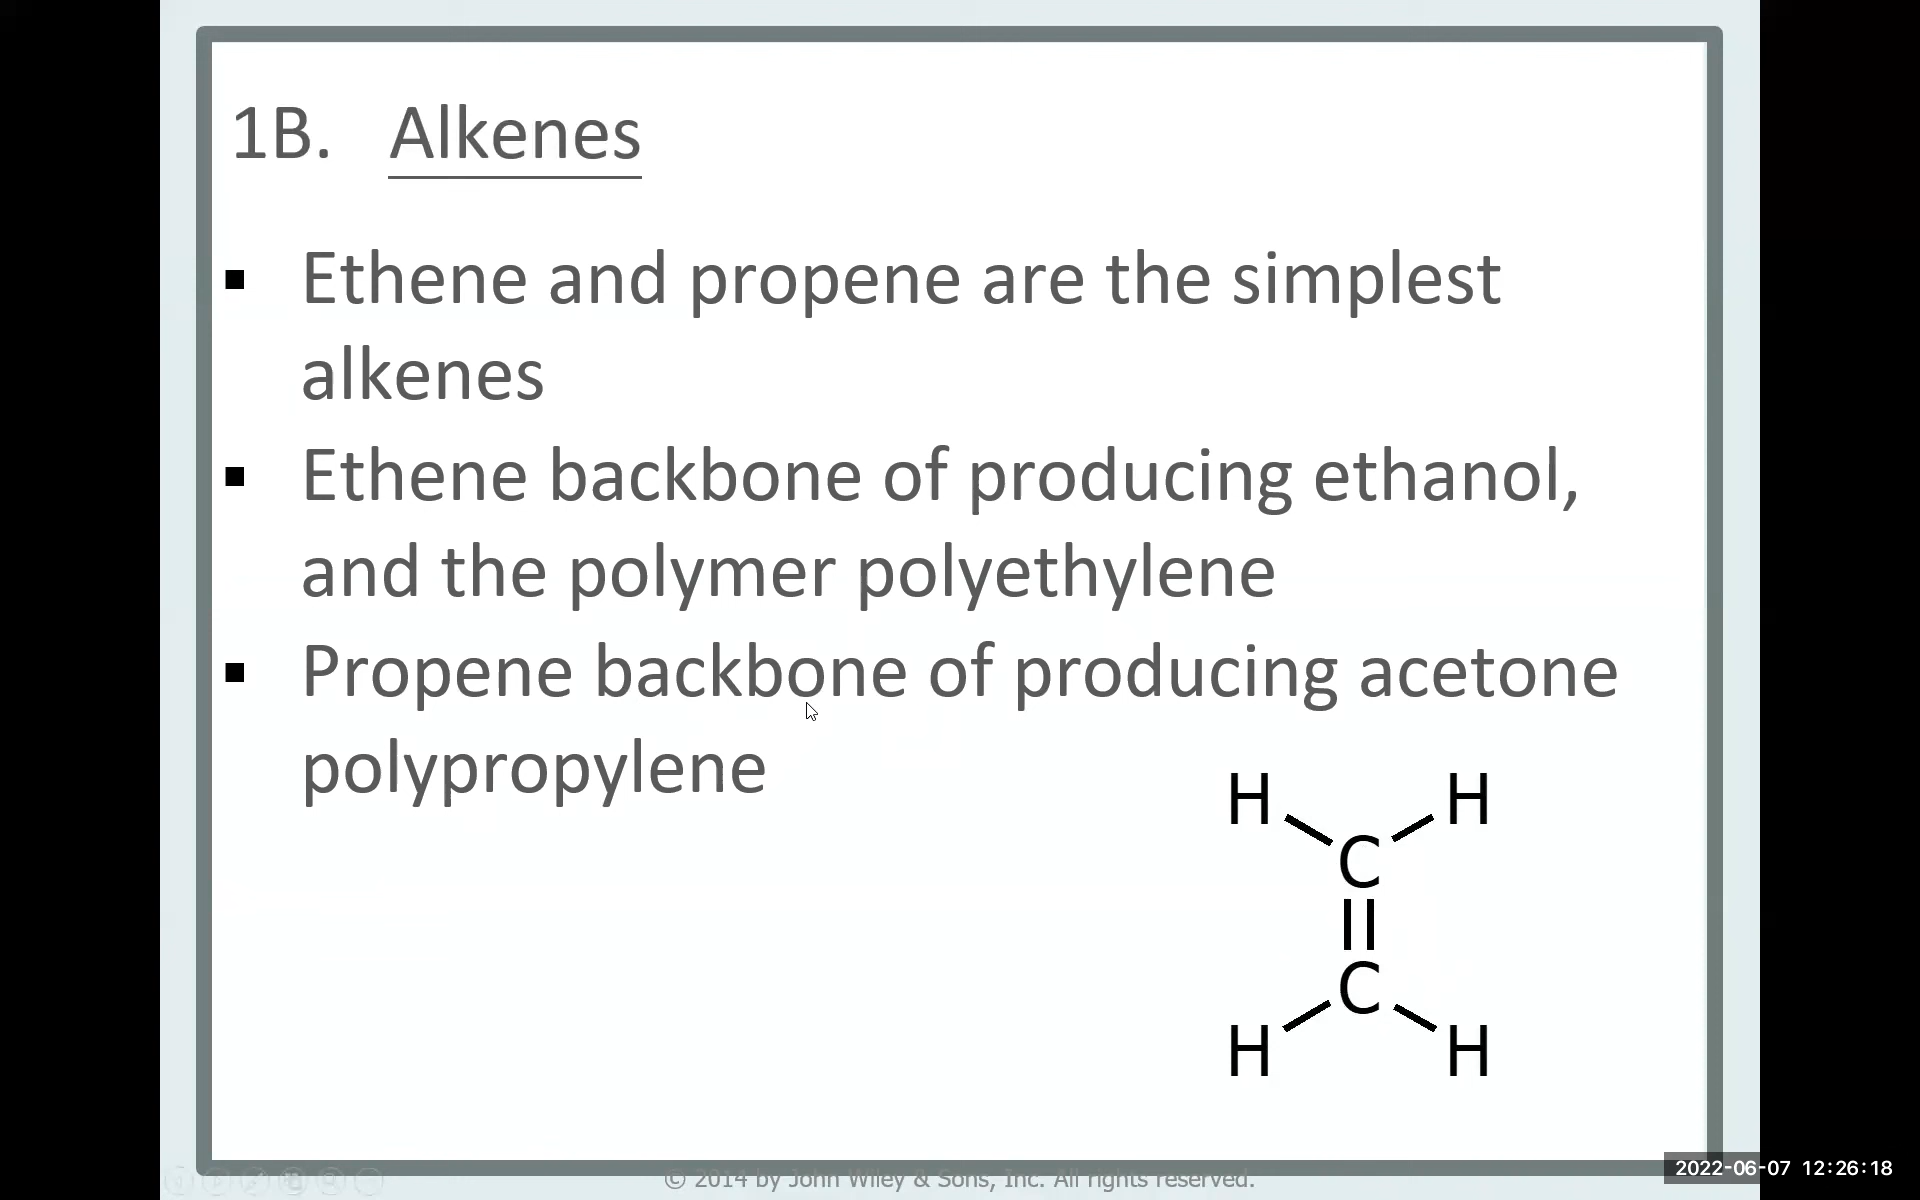 1B. Alkenes
▪ Ethene and propene are the simplest
alkenes
▪ Ethene backbone of producing ethanol,
and the polymer polyethylene
▪ Propene backbone of producing acetone
polypropylene
H H
C
C
H H
© 2014 by John Wiley & Sons, Inc. All rights reserved.
2022-06-07 12:26:18